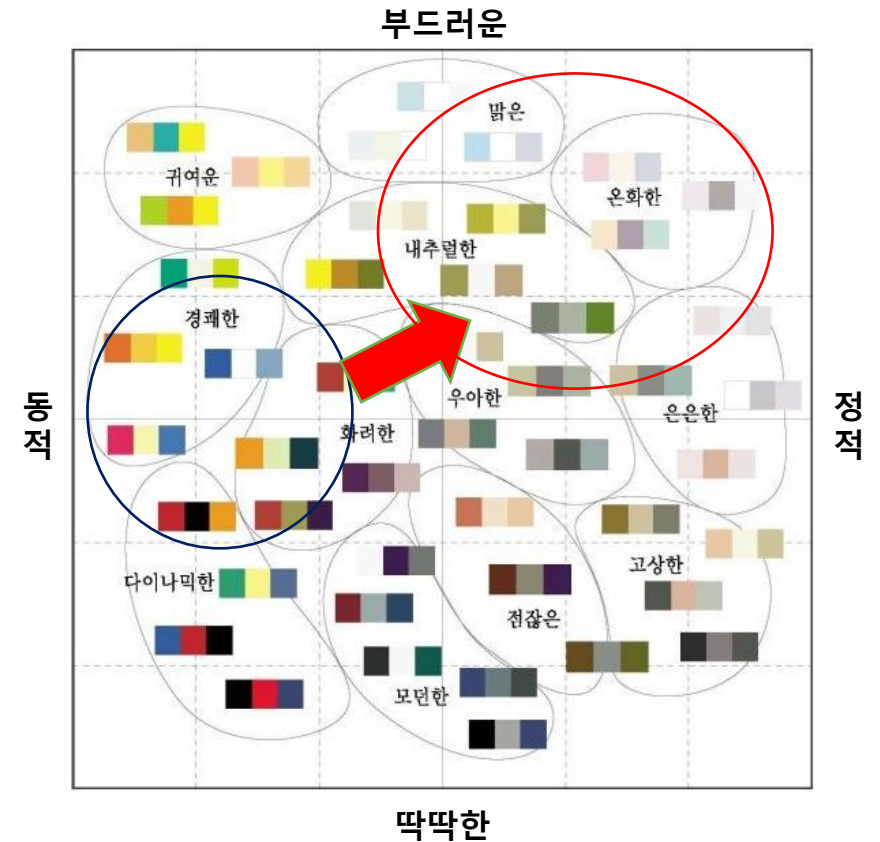 부드러운
맑은
귀여운
온화한
내추럴한
경쾌한
동적
정적
우아한
은은한
화려한
다이나믹한
고상한
점잖은
모던한
딱딱한